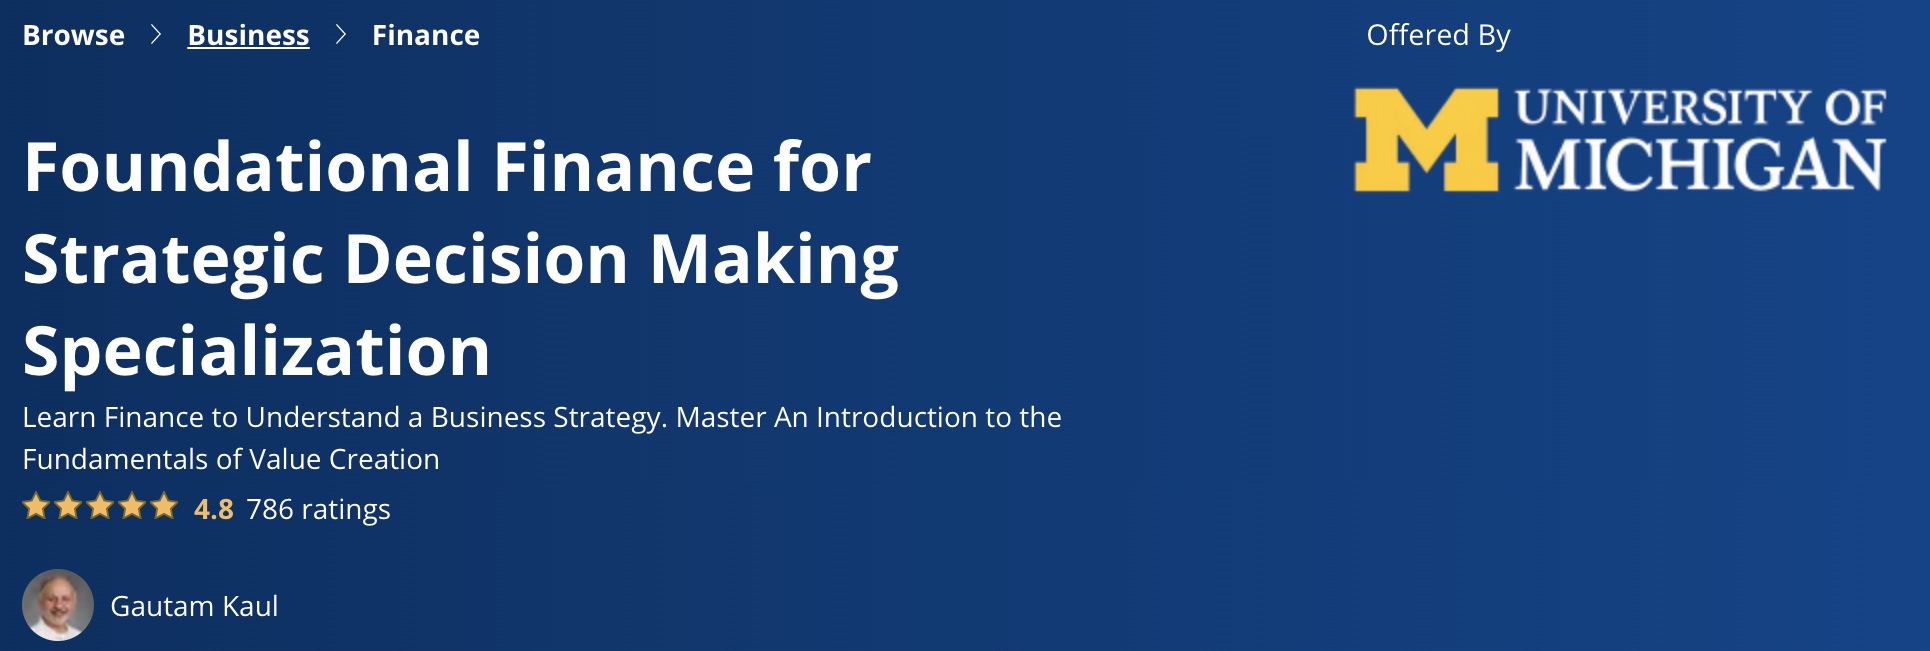 Browse > Business > Finance
Offered By
UNIVERSITY OF
MICHIGAN
Foundational Finance for
Strategic Decision Making
Specialization
Learn Finance to Understand a Business Strategy. Master An Introduction to the
Fundamentals of Value Creation
4.8 786 ratings
Gautam Kaul